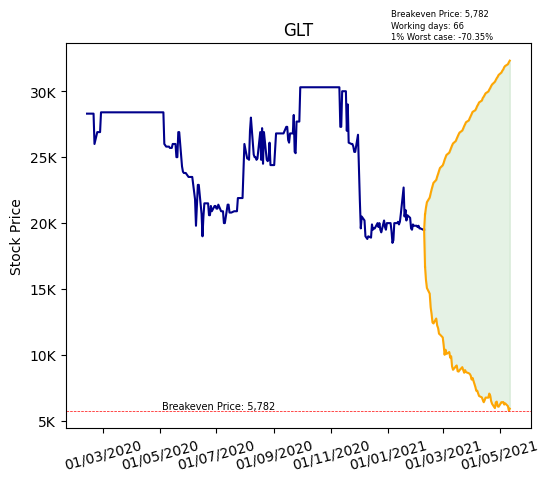 Breakeven Price: 5,782
Working days: 66
1% Worst case: -70.35%
GLT
Stock Price
30K
25K
20K
15K
10K
5K
Breakeven Price: 5,782
01/03/2020 01/05/2020 01/07/2020 01/09/2020 01/11/2020 01/01/2021 01/03/2021 01/05/2021